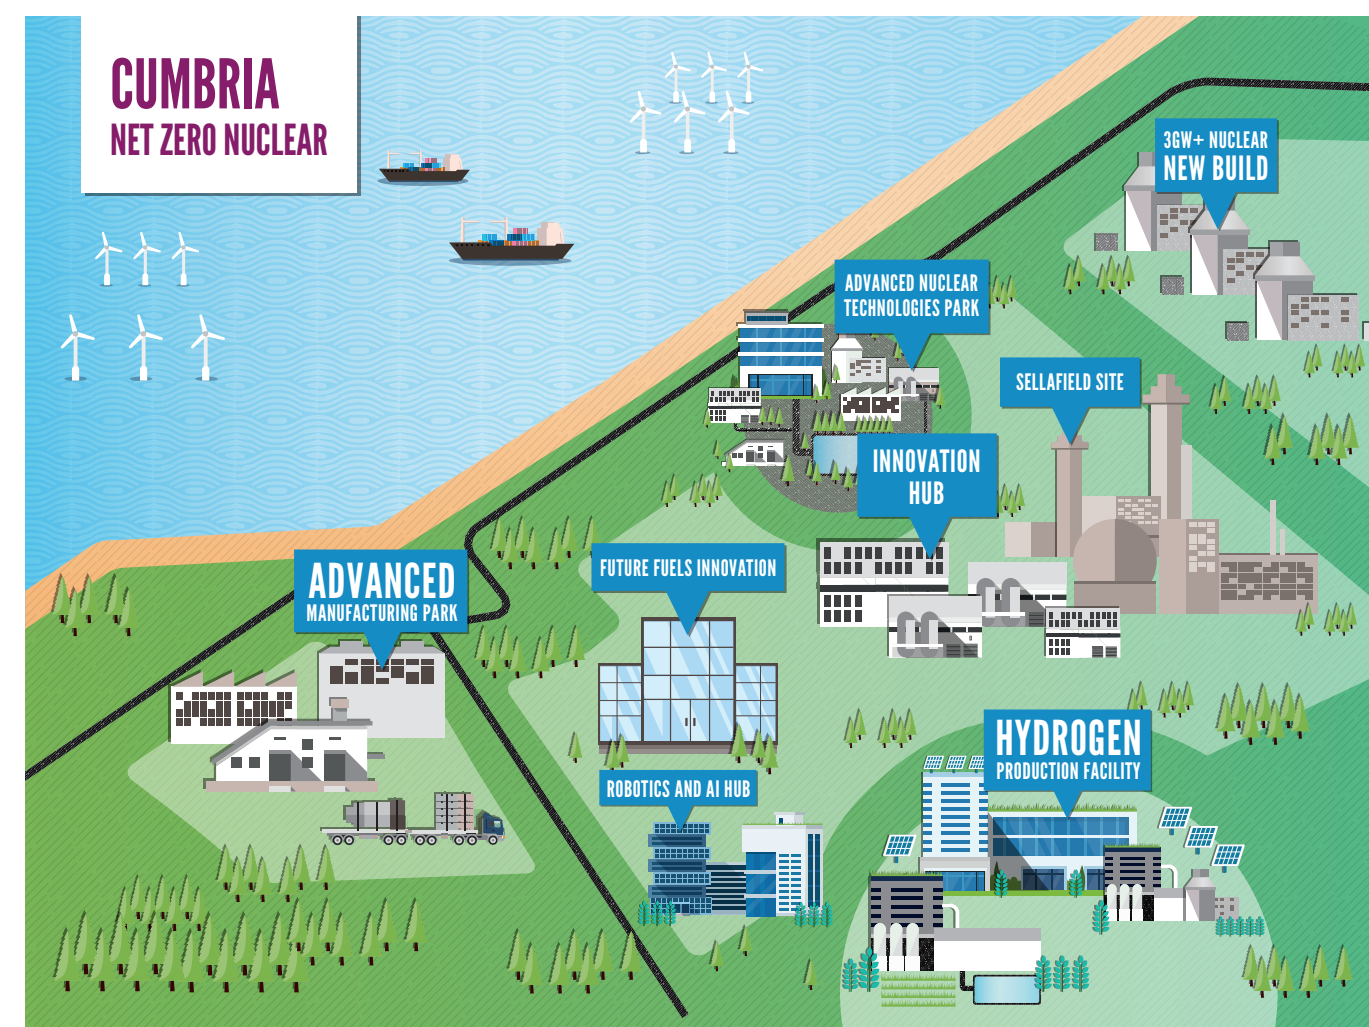 CUMBRIA
NET ZERO NUCLEAR
3GW+ NUCLEAR
NEW BUILD
ADVANCED NUCLEAR
TECHNOLOGIES PARK
SELLAFIELD SITE
INNOVATION
HUB
ADVANCED
MANUFACTURING PARK
FUTURE FUELS INNOVATION
HYDROGEN
PRODUCTION FACILITY
ROBOTICS AND AI HUB